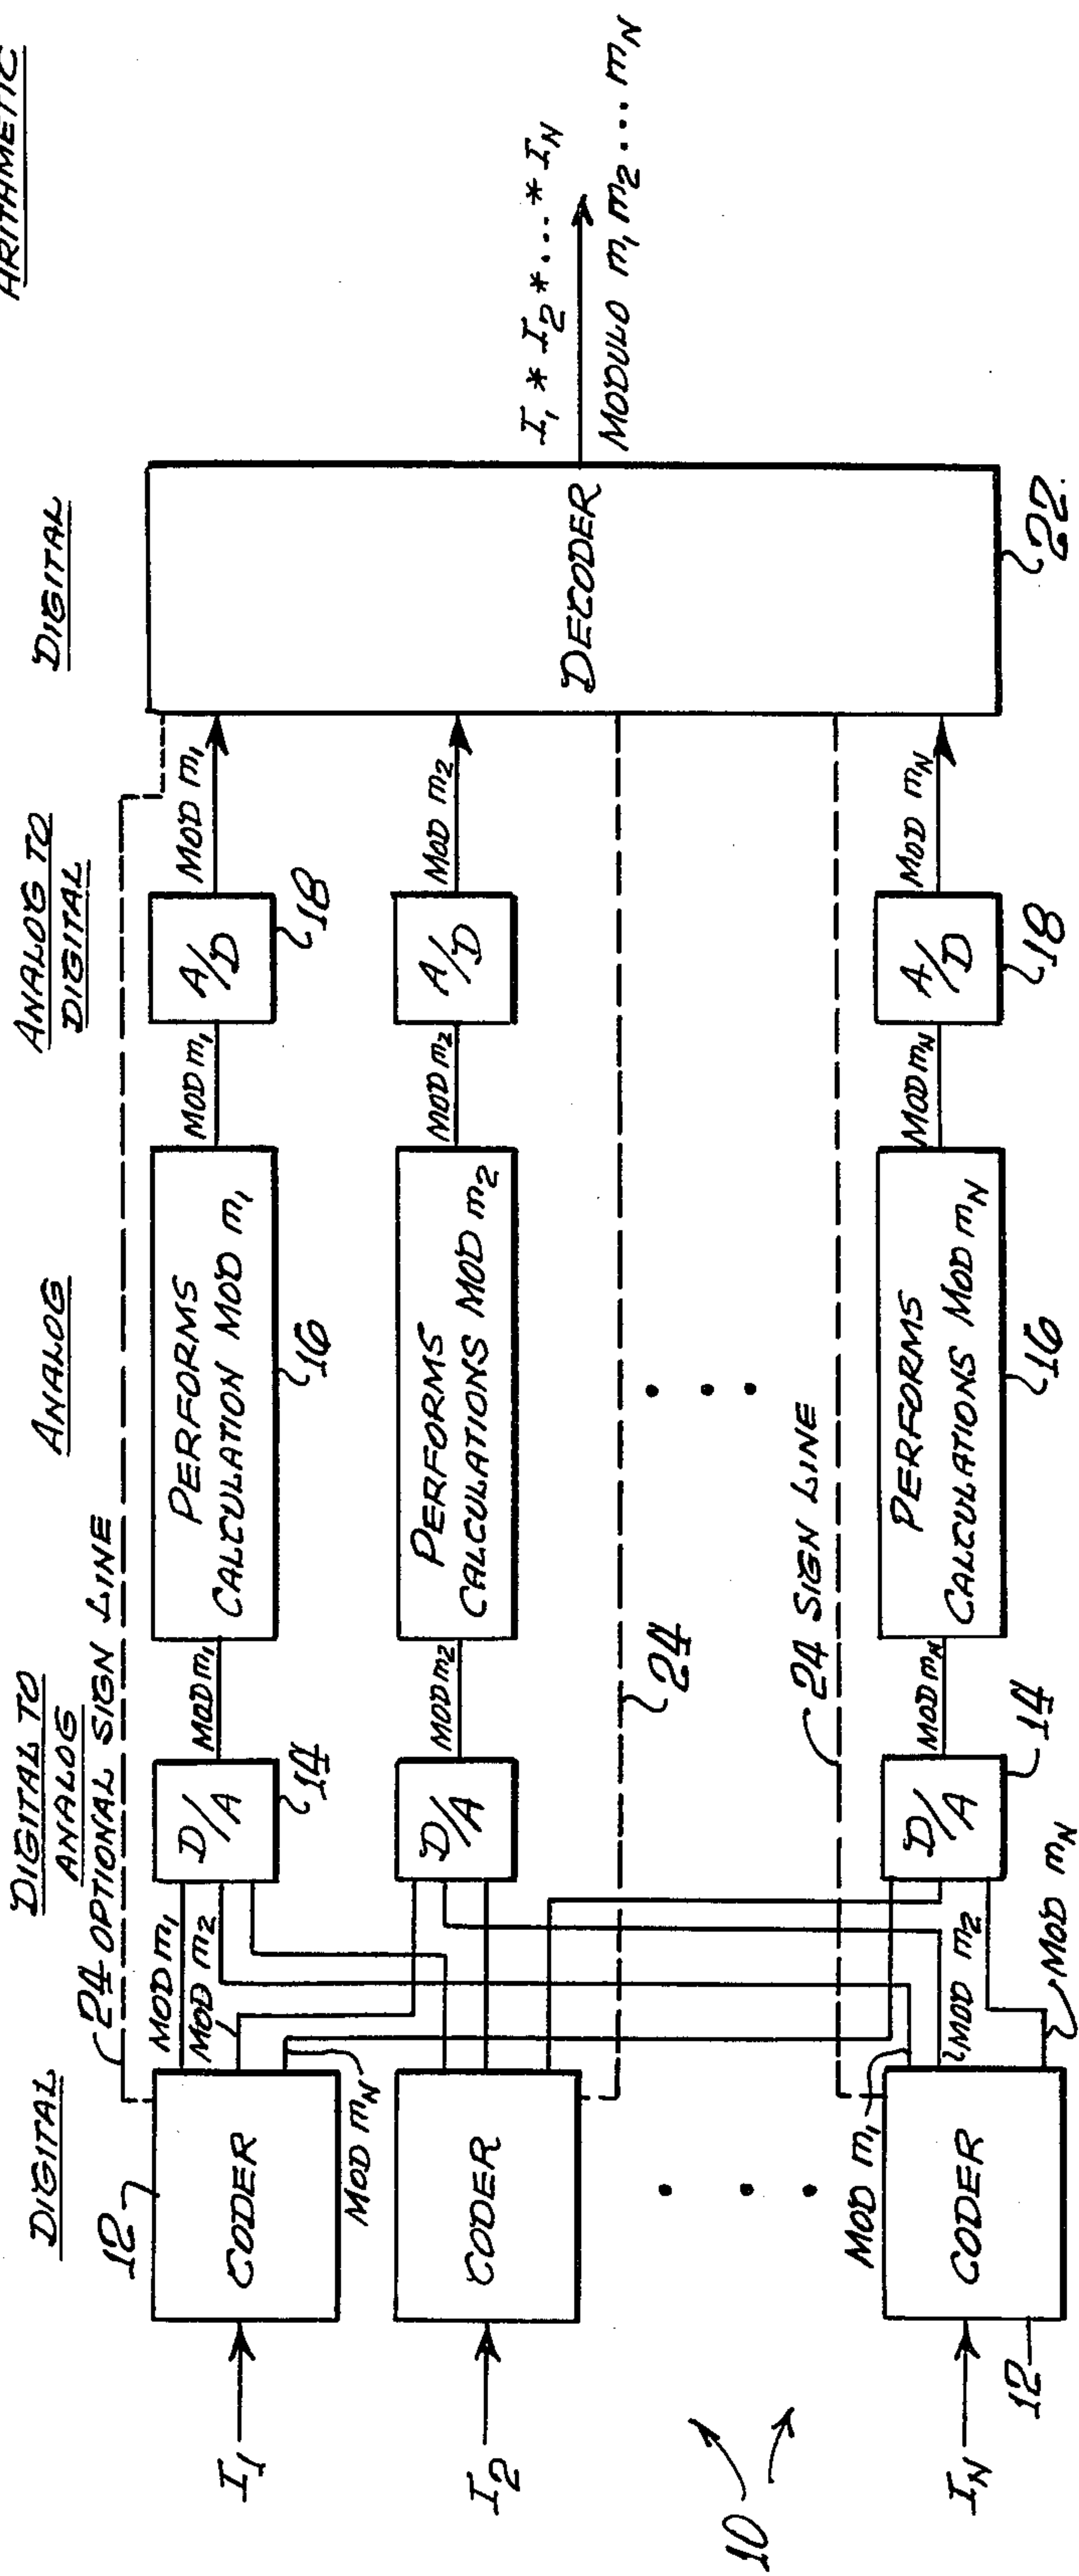 ARITHMETIC
DIGITAL
DIGITAL TO
ANALOG
ANALOG
ANALOG TO
DIGITAL
DIGITAL
24 OPTIONAL SIGN LINE
12
I1
CODER
MOD m1
MOD m2
MOD mN
D/A
14
MOD m1
PERFORMS
CALCULATION MOD m1
16
MOD m1
A/D
18
MOD m1
I2
CODER
D/A
MOD m2
PERFORMS
CALCULATIONS MOD m2
MOD m2
A/D
MOD m2
DECODER
22
I1 * I2 * ... * IN
MODULO m1 m2 ... mN
24
24 SIGN LINE
10
IN
12
CODER
MOD m1
MOD m2
MOD mN
D/A
14
MOD mN
PERFORMS
CALCULATIONS MOD mN
16
MOD mN
A/D
18
MOD mN